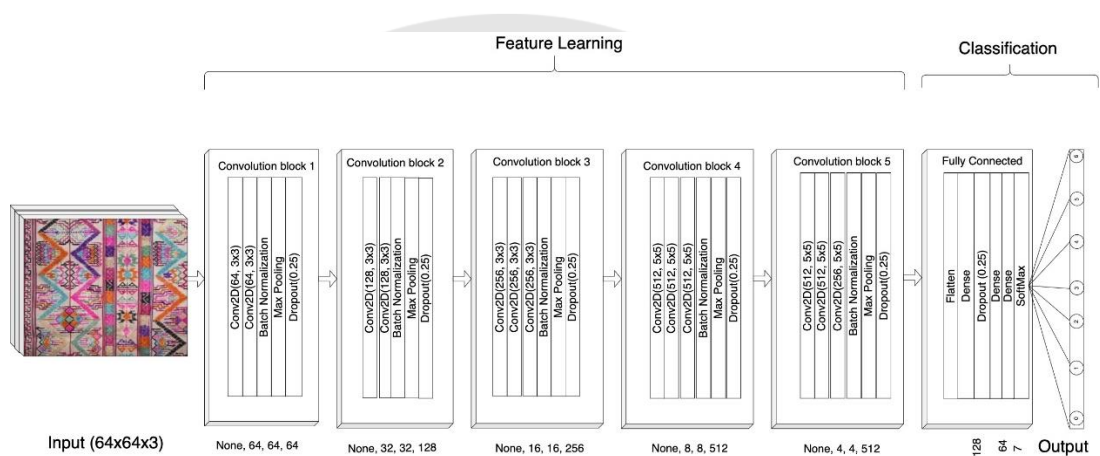 Feature Learning
Classification
Convolution block 1
Conv2D(64, 3x3)
Conv2D(64, 3x3)
Batch Normalization
Max Pooling
Dropout(0.25)
None, 64, 64, 64
Convolution block 2
Conv2D(128, 3x3)
Conv2D(128, 3x3)
Batch Normalization
Max Pooling
Dropout(0.25)
None, 32, 32, 128
Convolution block 3
Conv2D(256, 3x3)
Conv2D(256, 3x3)
Conv2D(256, 3x3)
Batch Normalization
Max Pooling
Dropout(0.25)
None, 16, 16, 256
Convolution block 4
Conv2D(512, 5x5)
Conv2D(512, 5x5)
Conv2D(512, 5x5)
Batch Normalization
Max Pooling
Dropout(0.25)
None, 8, 8, 512
Convolution block 5
Conv2D(512, 5x5)
Conv2D(512, 5x5)
Conv2D(256, 5x5)
Batch Normalization
Max Pooling
Dropout(0.25)
None, 4, 4, 512
Fully Connected
Flatten
Dense
Dropout (0.25)
Dense
Dense
SoftMax
128
64
7
5
4
3
2
1
Input (64x64x3)
Output